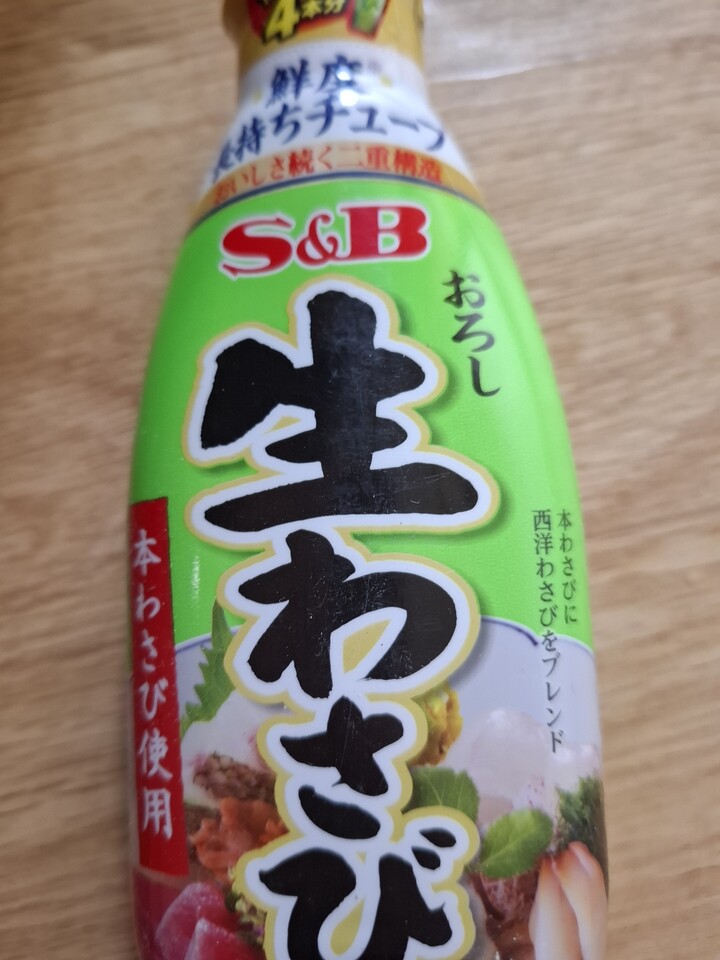 4本分
鮮度
長持ちチューブ
おいしさ続く二重構造
S&B
おろし
生わさび
本わさびに
西洋わさびをブレンド
本わさび使用